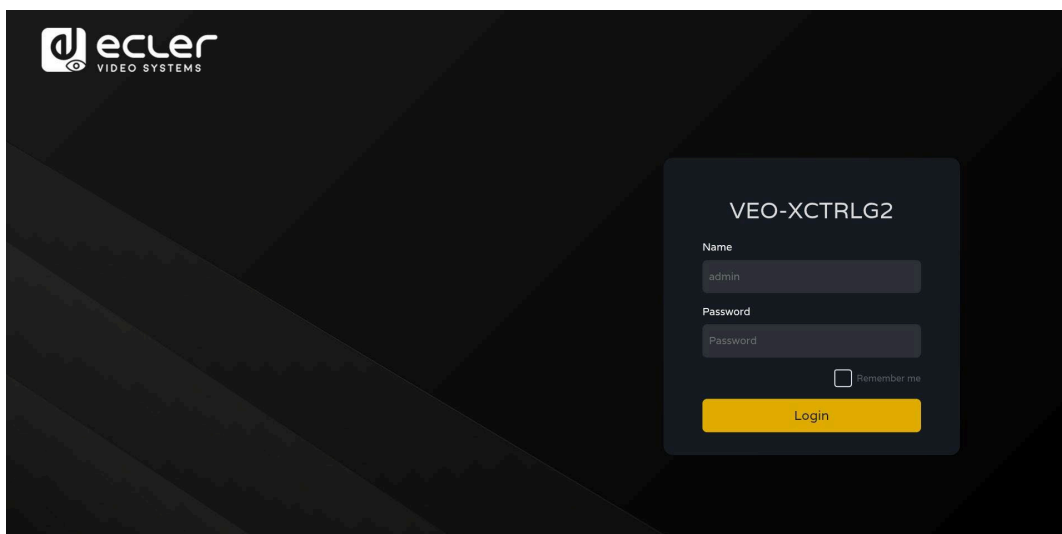 ecler
VIDEO SYSTEMS
VEO-XCTRLG2
Name
admin
Password
Password
Remember me
Login